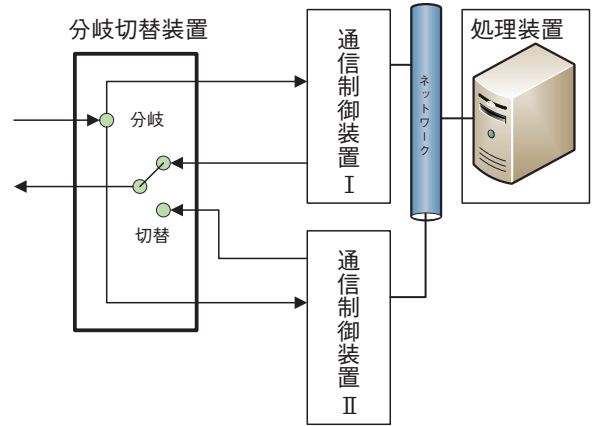 分岐切替装置
分岐
切替
通信制御装置Ⅰ
通信制御装置Ⅱ
ネットワーク
処理装置